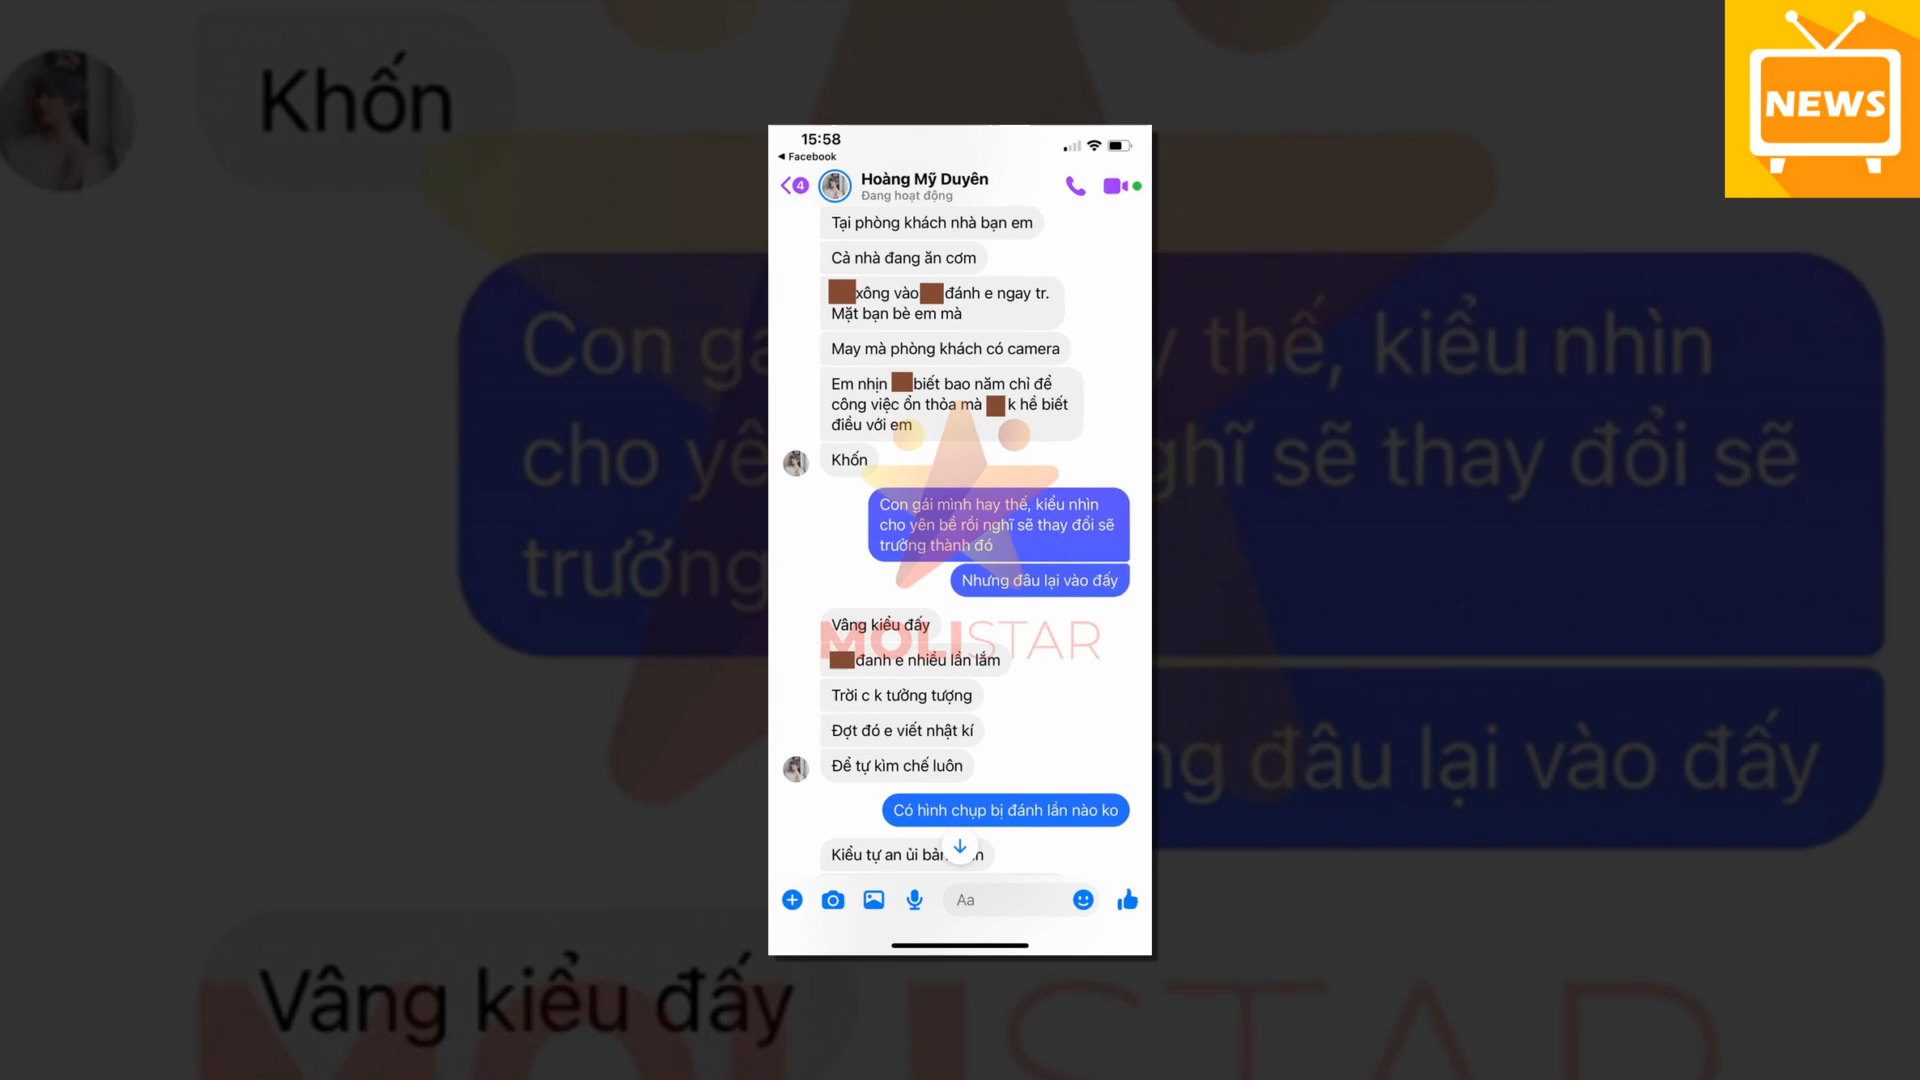 NEWS
15:58
Facebook
4
Hoàng Mỹ Duyên
Đang hoạt động
Tại phòng khách nhà bạn em
Cả nhà đang ăn cơm
xông vào đánh e ngay tr.
Mặt bạn bè em mà
May mà phòng khách có camera
Em nhịn biết bao năm chỉ để
công việc ổn thỏa mà k hề biết
điều với em
Khốn
Con gái mình hay thế, kiểu nhìn
cho yên bề rồi nghĩ sẽ thay đổi sẽ
trưởng thành đó
Nhưng đâu lại vào đấy
Vâng kiểu đấy
MOLISTAR
đanh e nhiều lần lắm
Trời c k tưởng tượng
Đợt đó e viết nhật kí
Để tự kìm chế luôn
Có hình chụp bị đánh lần nào ko
Kiểu tự an ủi
Aa
Khốn
thế, kiểu nhìn
cho
nghĩ sẽ thay đổi sẽ
trưởng
đâu lại vào đấy
Vâng kiểu đấy